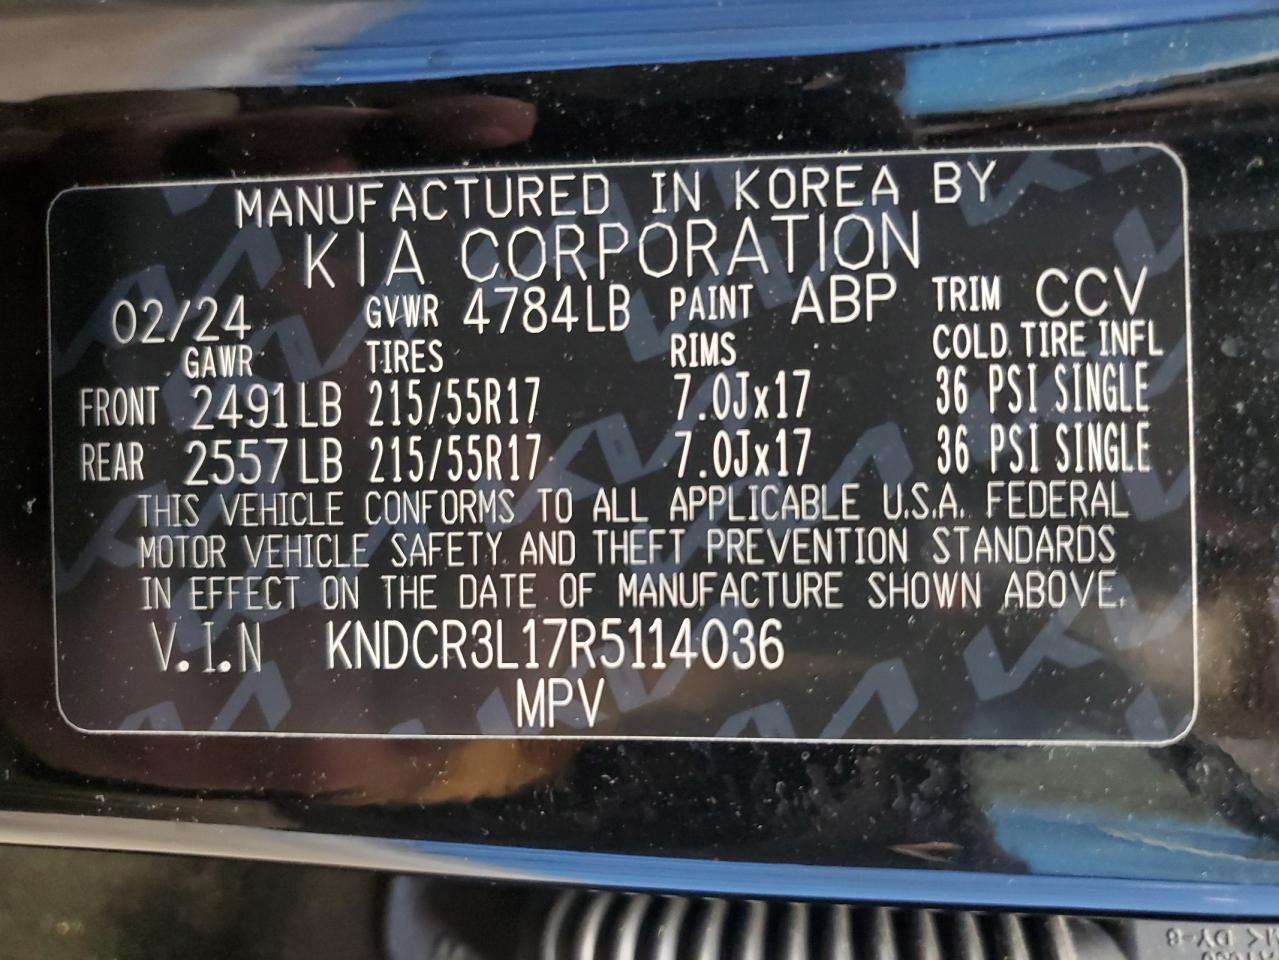 MANUFACTURED IN KOREA BY
KIA CORPORATION
02/24 GVWR 4784LB PAINT ABP TRIM CCV
GAWR TIRES RIMS COLD TIRE INFL
FRONT 2491LB 215/55R17 7.0Jx17 36 PSI SINGLE
REAR 2557LB 215/55R17 7.0Jx17 36 PSI SINGLE
THIS VEHICLE CONFORMS TO ALL APPLICABLE U.S.A. FEDERAL
MOTOR VEHICLE SAFETY AND THEFT PREVENTION STANDARDS
IN EFFECT ON THE DATE OF MANUFACTURE SHOWN ABOVE.
V.I.N KNDCR3L17R5114036
MPV